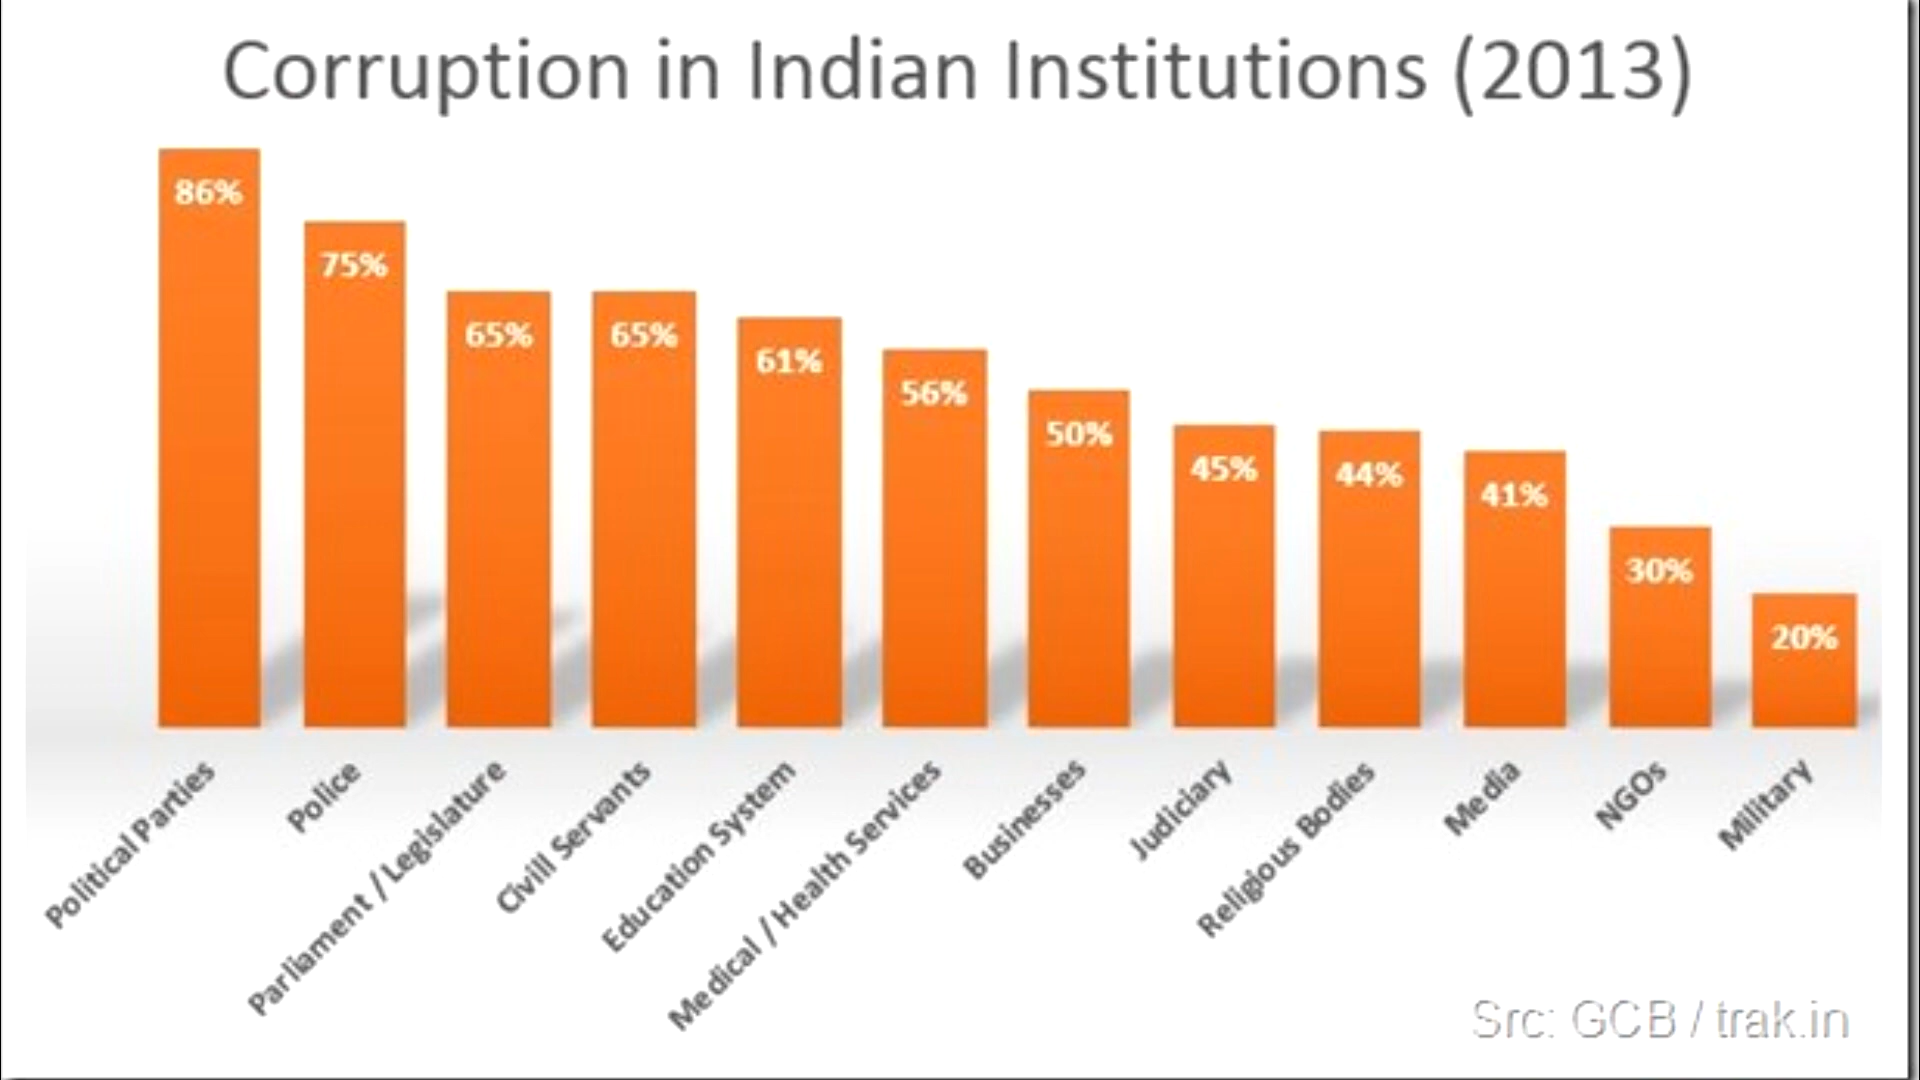 Corruption in Indian Institutions (2013)
86%
75%
65%
65%
61%
56%
50%
45%
44%
41%
30%
20%
Political Parties
Police
Parliament / Legislature
Civill Servants
Education System
Medical / Health Services
Businesses
Judiciary
Religious Bodies
Media
NGOs
Military
Src: GCB / trak.in